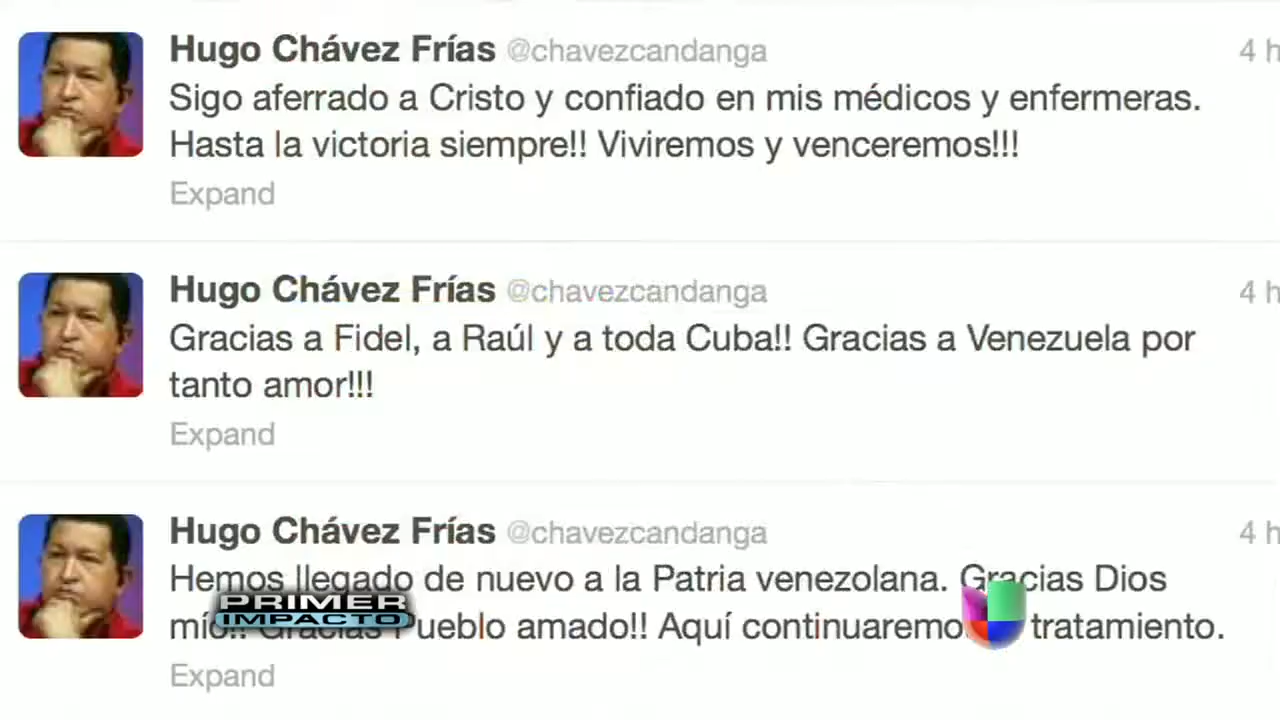 Hugo Chávez Frías @chavezcandanga 4 h
Sigo aferrado a Cristo y confiado en mis médicos y enfermeras.
Hasta la victoria siempre!! Viviremos y venceremos!!!
Expand
Hugo Chávez Frías @chavezcandanga 4 h
Gracias a Fidel, a Raúl y a toda Cuba!! Gracias a Venezuela por
tanto amor!!!
Expand
Hugo Chávez Frías @chavezcandanga 4 h
Hemos llegado de nuevo a la Patria venezolana. Gracias Dios
mío!! Gracias Pueblo amado!! Aquí continuaremo tratamiento.
PRIMER
IMPACTO
Expand